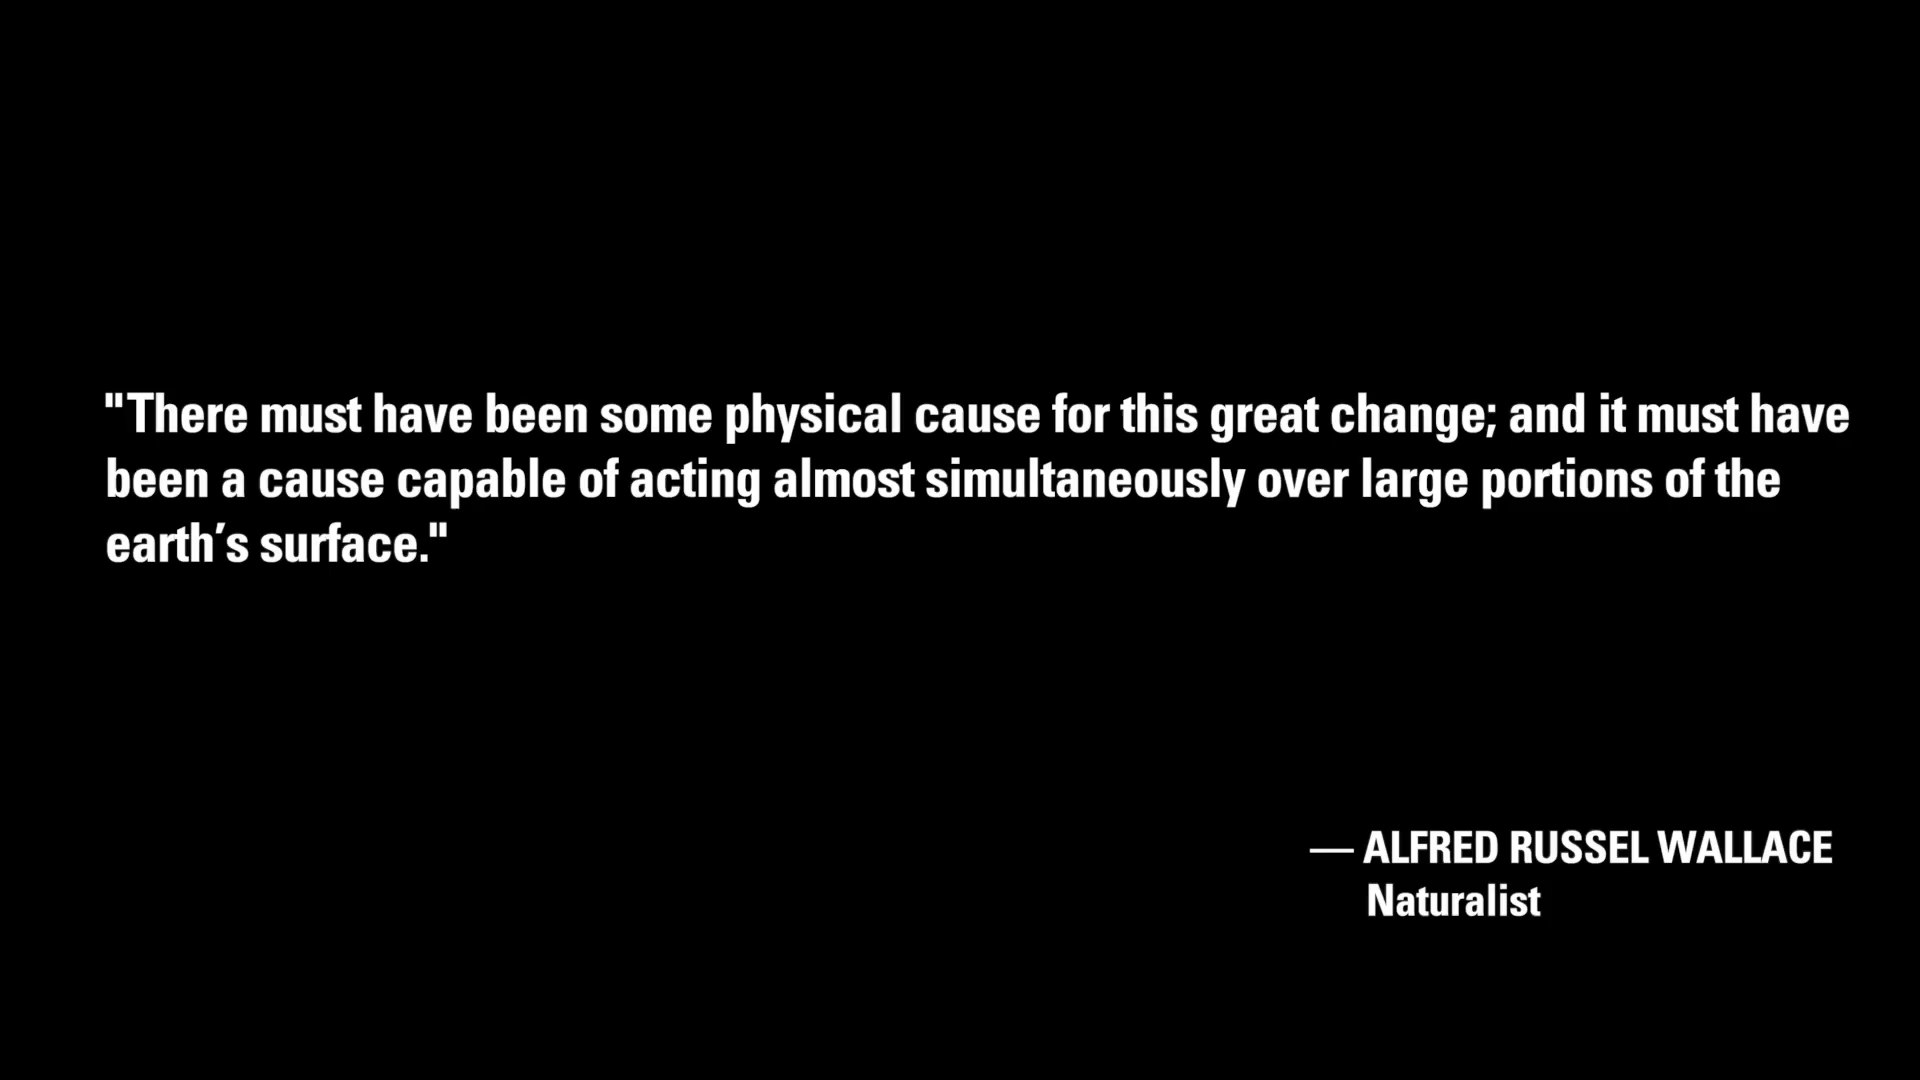 "There must have been some physical cause for this great change; and it must have
been a cause capable of acting almost simultaneously over large portions of the
earth’s surface."
— ALFRED RUSSEL WALLACE
Naturalist